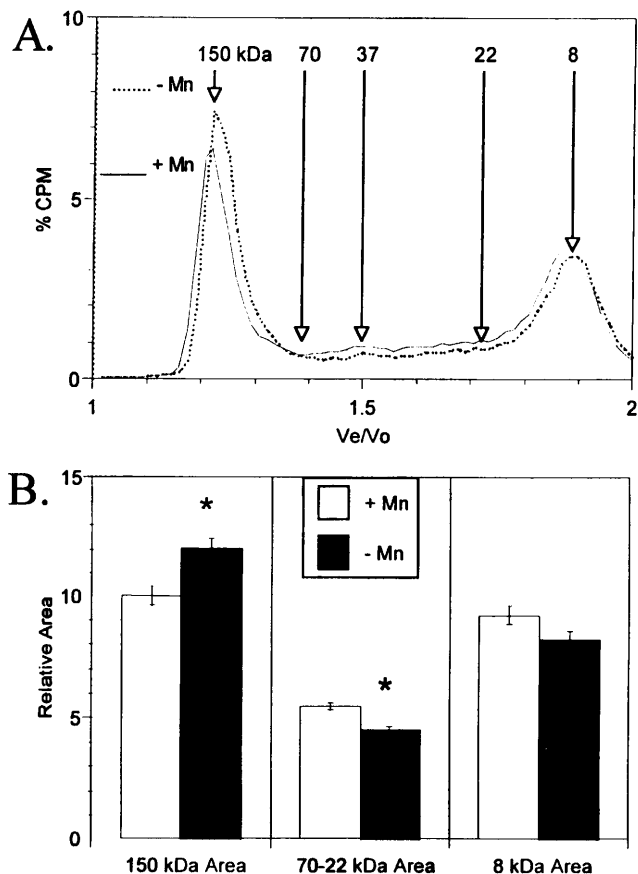 A.
10
150 kDa 70 37 22 8
- Mn
+ Mn
5
% CPM
0
1 1.5 2
Ve/Vo
B.
15
*
+ Mn
- Mn
10
*
Relative Area
5
0
150 kDa Area 70-22 kDa Area 8 kDa Area